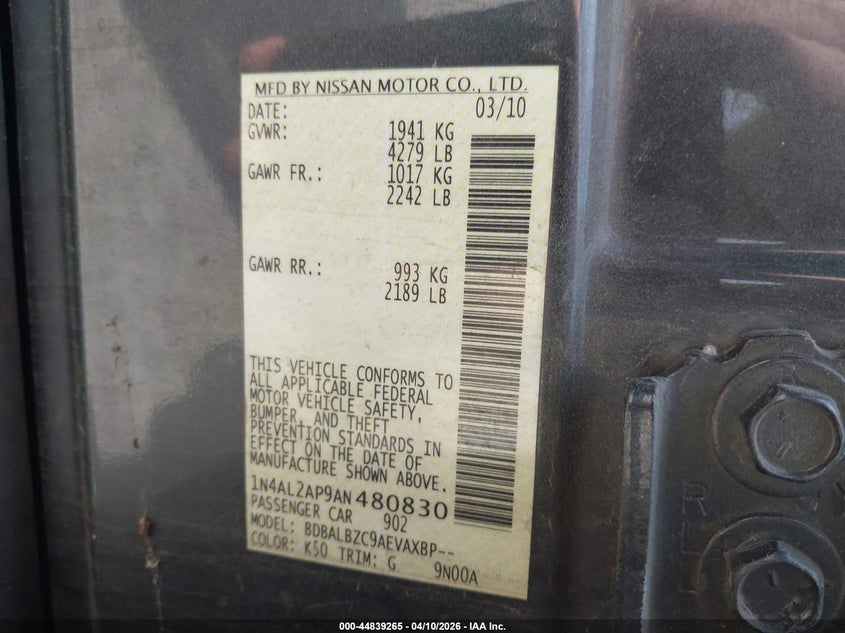 MFD BY NISSAN MOTOR CO., LTD.
DATE: 03/10
GVWR: 1941 KG
4279 LB
GAWR FR.: 1017 KG
2242 LB
GAWR RR.: 993 KG
2189 LB
THIS VEHICLE CONFORMS TO
ALL APPLICABLE FEDERAL
MOTOR VEHICLE SAFETY,
BUMPER, AND THEFT
PREVENTION STANDARDS IN
EFFECT ON THE DATE OF
MANUFACTURE SHOWN ABOVE.
1N4AL2AP9AN480830
PASSENGER CAR 902
MODEL: BDBALBZC9AEVAXBP--
COLOR: K50 TRIM: G 9N00A
000-44839265 - 04/10/2026 - IAA Inc.